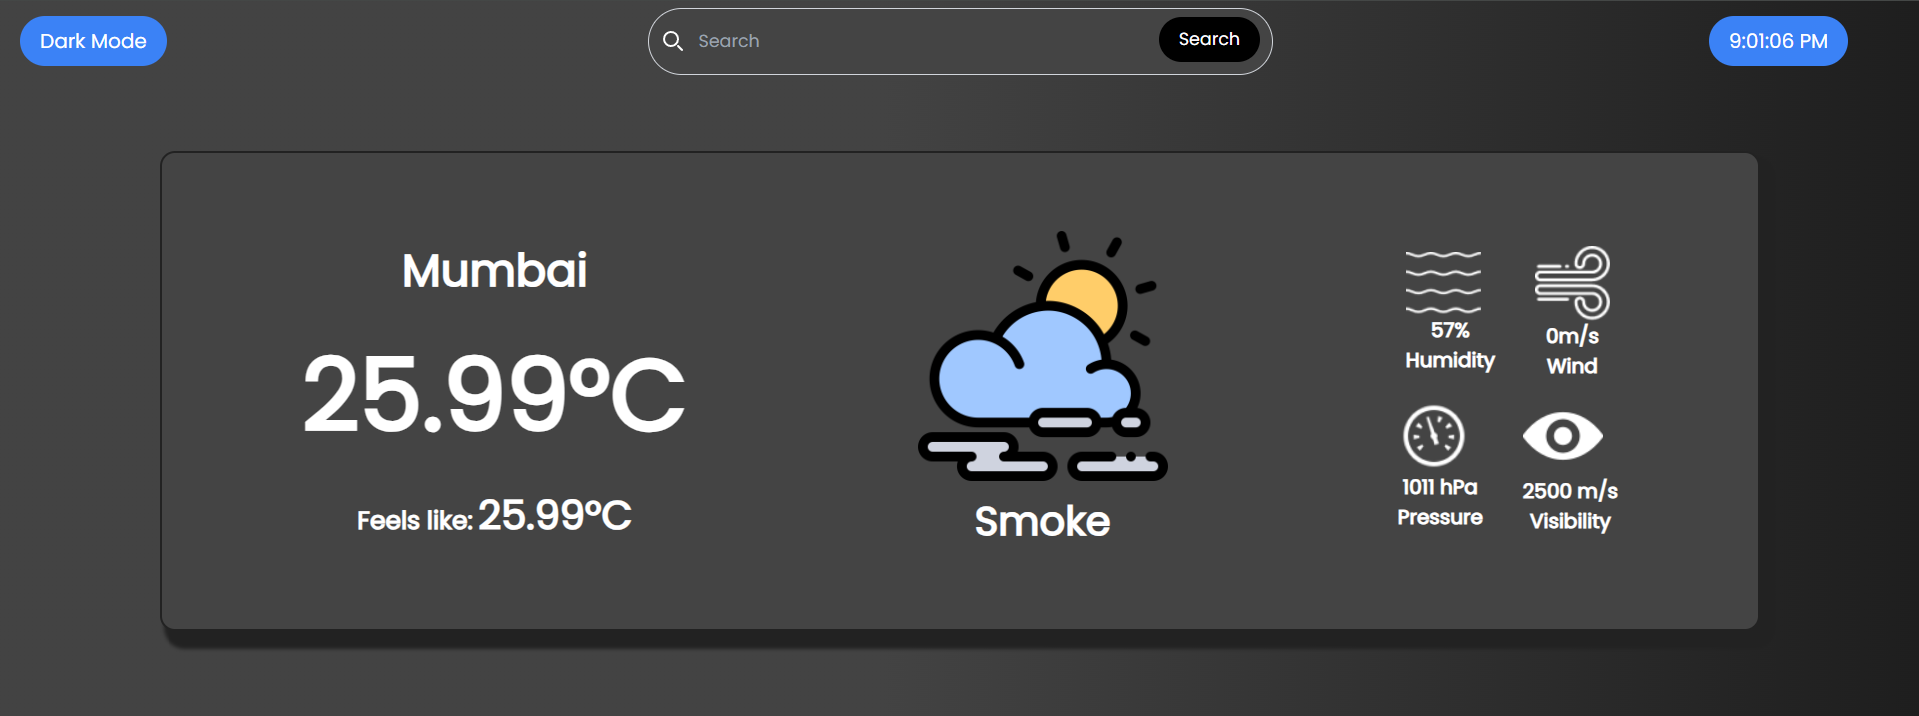 Dark Mode
Search
Search
9:01:06 PM
Mumbai
25.99°C
Feels like: 25.99°C
Smoke
57%
Humidity
0m/s
Wind
1011 hPa
Pressure
2500 m/s
Visibility